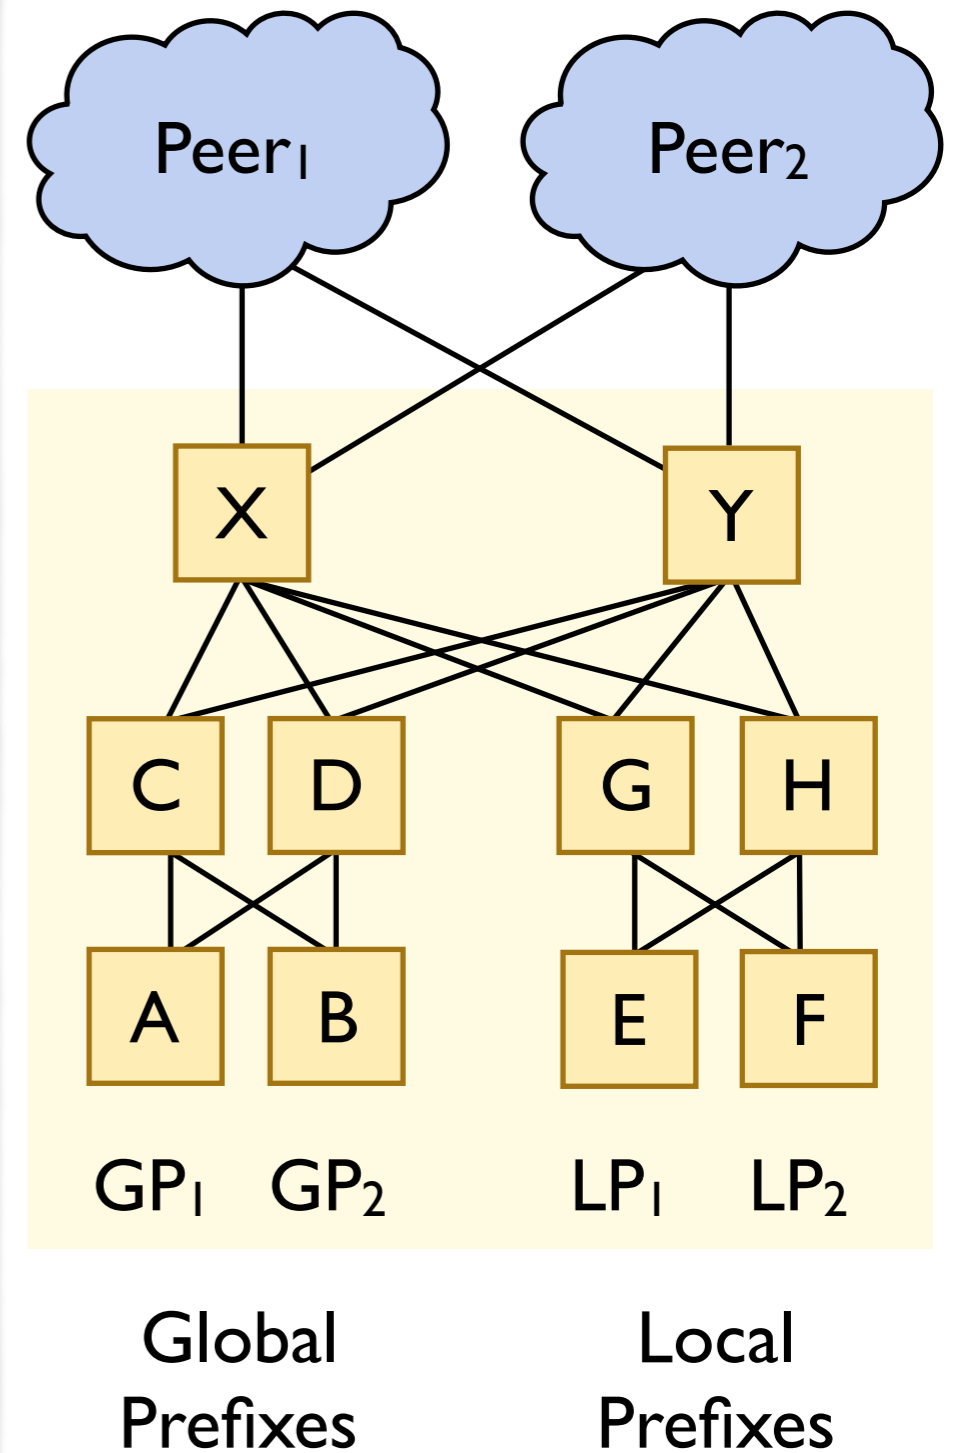 Peer₁ Peer₂
X Y
C D G H
A B E F
GP₁ GP₂ LP₁ LP₂
Global Local
Prefixes Prefixes